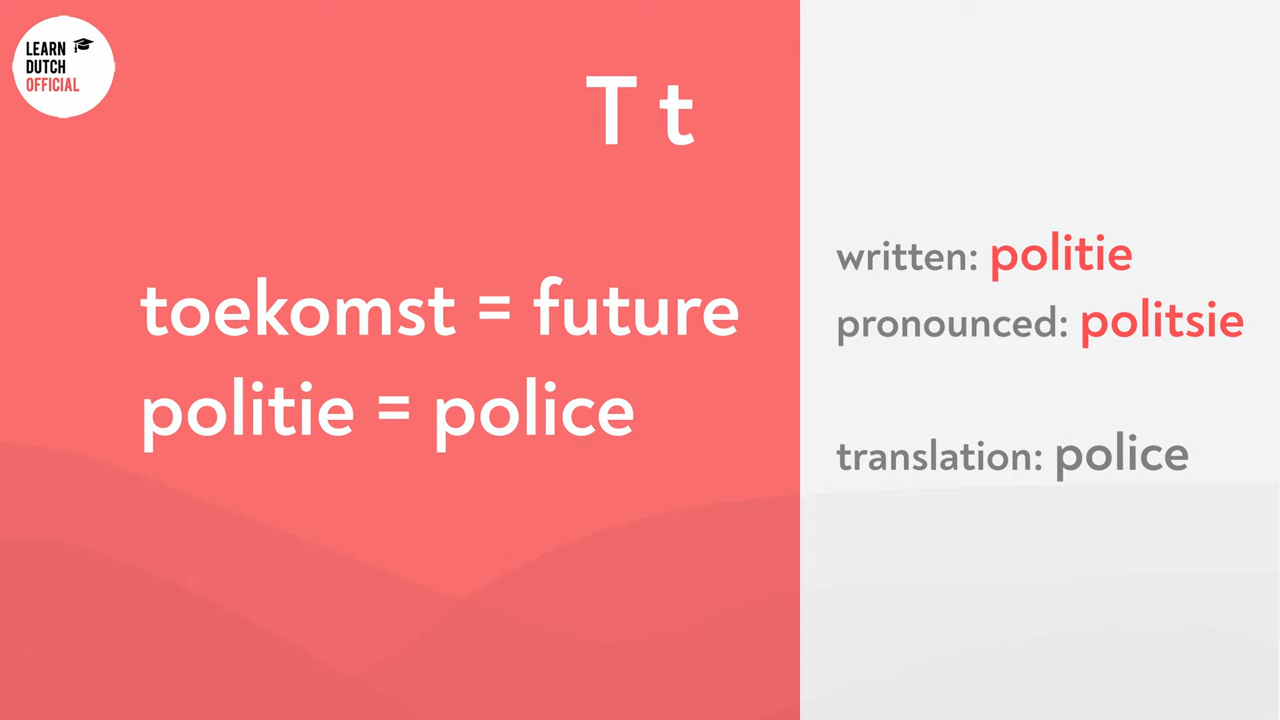 LEARN
DUTCH
OFFICIAL
T t
toekomst = future
politie = police
written: politie
pronounced: politsie
translation: police